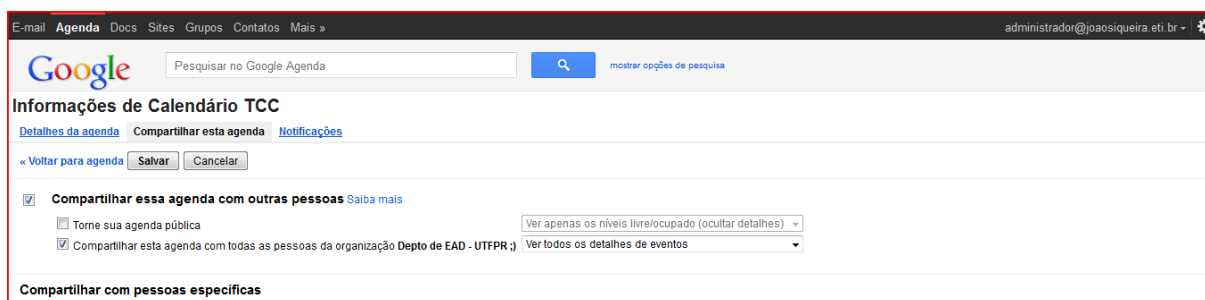 E-mail Agenda Docs Sites Grupos Contatos Mais » administrador@joaosiqueira.eti.br
Google Pesquisar no Google Agenda mostrar opções de pesquisa
Informações de Calendário TCC
Detalhes da agenda Compartilhar esta agenda Notificações
« Voltar para agenda Salvar Cancelar
Compartilhar essa agenda com outras pessoas Saiba mais
Torne sua agenda pública Ver apenas os níveis livre/ocupado (ocultar detalhes)
Compartilhar esta agenda com todas as pessoas da organização Depto de EAD - UTFPR ;) Ver todos os detalhes de eventos
Compartilhar com pessoas específicas